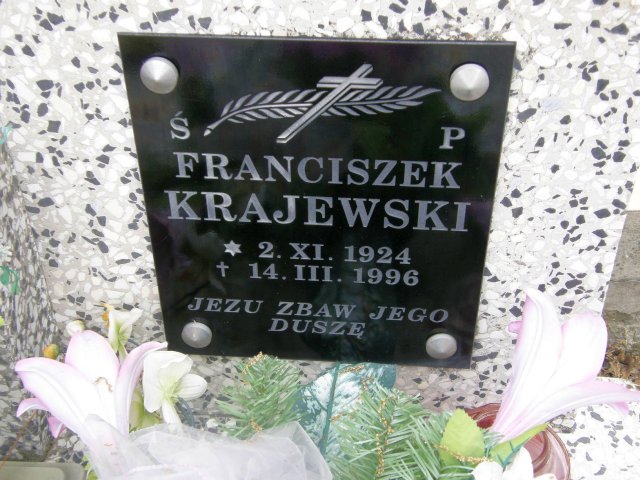 Ś P
FRANCISZEK
KRAJEWSKI
✡ 2. XI. 1924
† 14. III. 1996
JEZU ZBAW JEGO
DUSZĘ